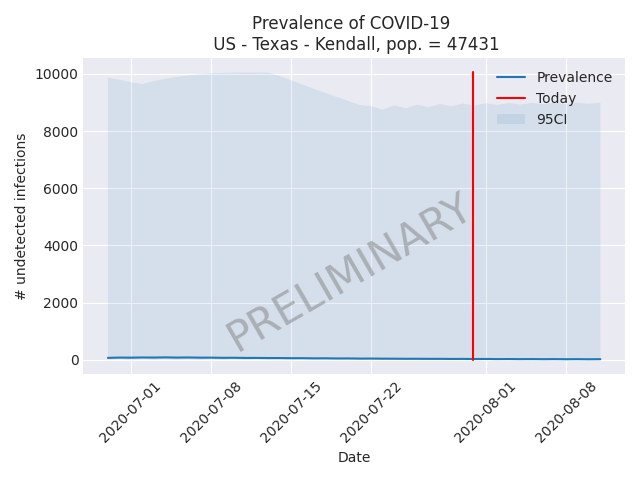 Prevalence of COVID-19
US - Texas - Kendall, pop. = 47431
# undetected infections
10000
8000
6000
4000
2000
0
Prevalence
Today
95CI
PRELIMINARY
2020-07-01
2020-07-08
2020-07-15
2020-07-22
2020-08-01
2020-08-08
Date